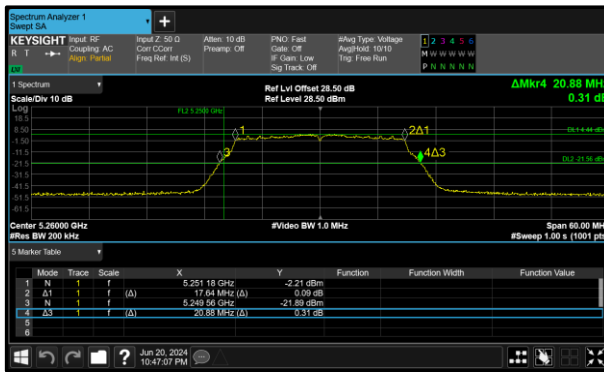 Spectrum Analyzer 1
Swept SA
+
KEYSIGHT Input: RF Input Z: 50 Ω Atten: 10 dB PNO: Fast #Avg Type: Voltage 1 2 3 4 5 6
R T Coupling: AC Corr CCorr Preamp: Off Gate: Off Avg|Hold: 10/10 M W W W W W
Align: Partial Freq Ref: Int (S) IF Gain: Low Trig: Free Run
Sig Track: Off P N N N N N
1 Spectrum Ref Lvl Offset 28.50 dB ΔMkr4 20.88 MHz
Scale/Div 10 dB Ref Level 28.50 dBm 0.31 dB
Log
18.5 FL2 5.2500 GHz
8.50 1 2Δ1 DL1 4.44 dBm
-1.50
-11.5
3 4Δ3
-21.5 DL2 -21.56 dBm
-31.5
-41.5
-51.5
-61.5
Center 5.26000 GHz #Video BW 1.0 MHz Span 60.00 MHz
#Res BW 200 kHz #Sweep 1.00 s (1001 pts
5 Marker Table
Mode Trace Scale X Y Function Function Width Function Value
1 N 1 f 5.251 18 GHz -2.21 dBm
2 Δ1 1 f (Δ) 17.64 MHz (Δ) 0.09 dB
3 N 1 f 5.249 56 GHz -21.89 dBm
4 Δ3 1 f (Δ) 20.88 MHz (Δ) 0.31 dB
5
6
? Jun 20, 2024
10:47:07 PM